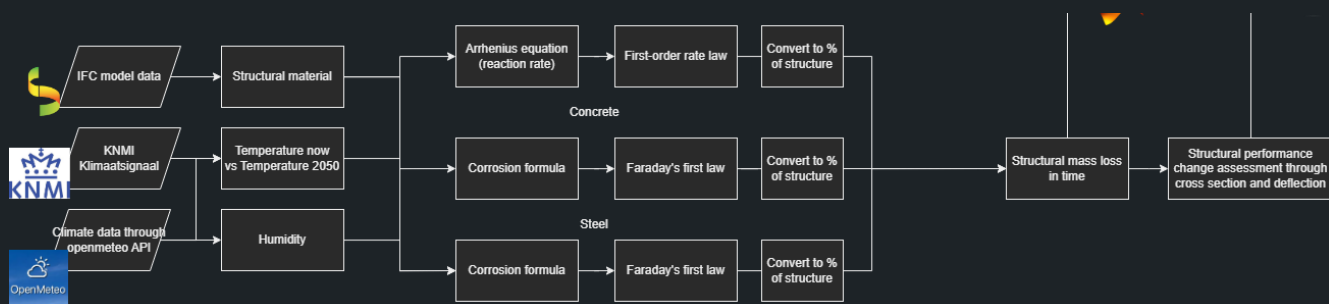 IFC model data
Structural material
Arrhenius equation
(reaction rate)
First-order rate law
Convert to %
of structure
Concrete
KNMI
KNMI
Klimaatsignaal
Temperature now
vs Temperature 2050
Corrosion formula
Faraday's first law
Convert to %
of structure
Structural mass loss
in time
Structural performance
change assessment through
cross section and deflection
Steel
OpenMeteo
Climate data through
openmeteo API
Humidity
Corrosion formula
Faraday's first law
Convert to %
of structure